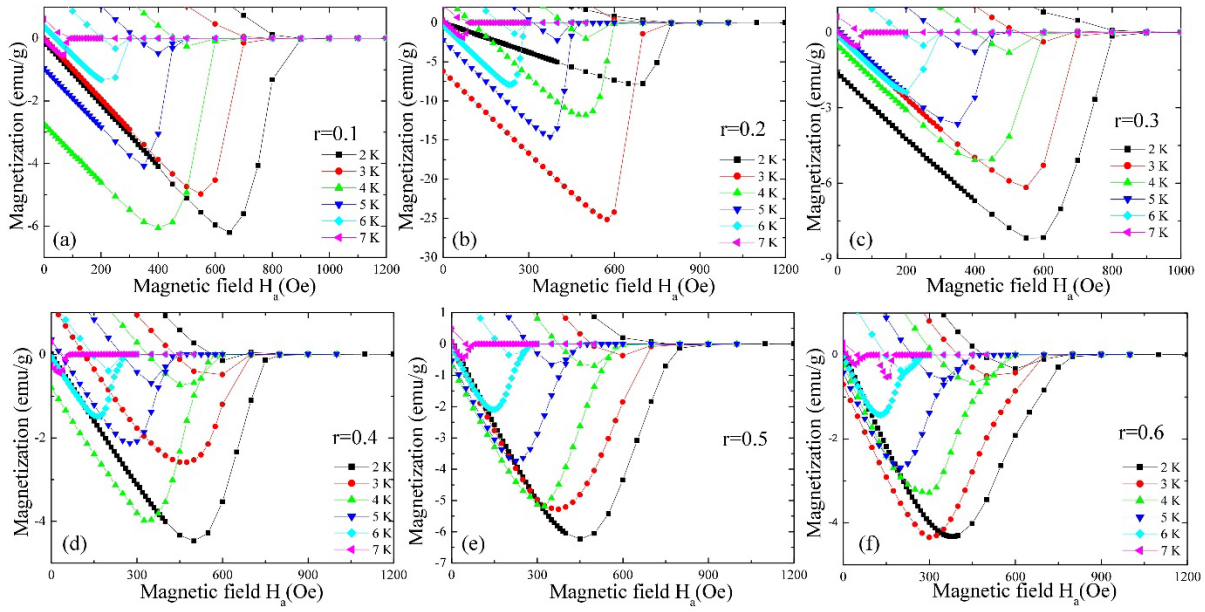 0
-2
-4
-6
Magnetization (emu/g)
r=0.1
2 K
3 K
4 K
5 K
6 K
7 K
(a)
0 200 400 600 800 1000 1200
Magnetic field Ha(Oe)
0
-5
-10
-15
-20
-25
-30
Magnetization (emu/g)
r=0.2
2 K
3 K
4 K
5 K
6 K
7 K
(b)
0 300 600 900 1200
Magnetic field Ha(Oe)
0
-3
-6
-9
Magnetization (emu/g)
r=0.3
2 K
3 K
4 K
5 K
6 K
7 K
(c)
0 200 400 600 800 1000
Magnetic field Ha(Oe)
0
-2
-4
Magnetization (emu/g)
r=0.4
2 K
3 K
4 K
5 K
6 K
7 K
(d)
0 300 600 900 1200
Magnetic field Ha(Oe)
1
0
-1
-2
-3
-4
-5
-6
-7
Magnetization (emu/g)
r=0.5
2 K
3 K
4 K
5 K
6 K
7 K
(e)
0 300 600 900 1200
Magnetic field Ha(Oe)
0
-2
-4
Magnetization (emu/g)
r=0.6
2 K
3 K
4 K
5 K
6 K
7 K
(f)
0 300 600 900 1200
Magnetic field Ha(Oe)